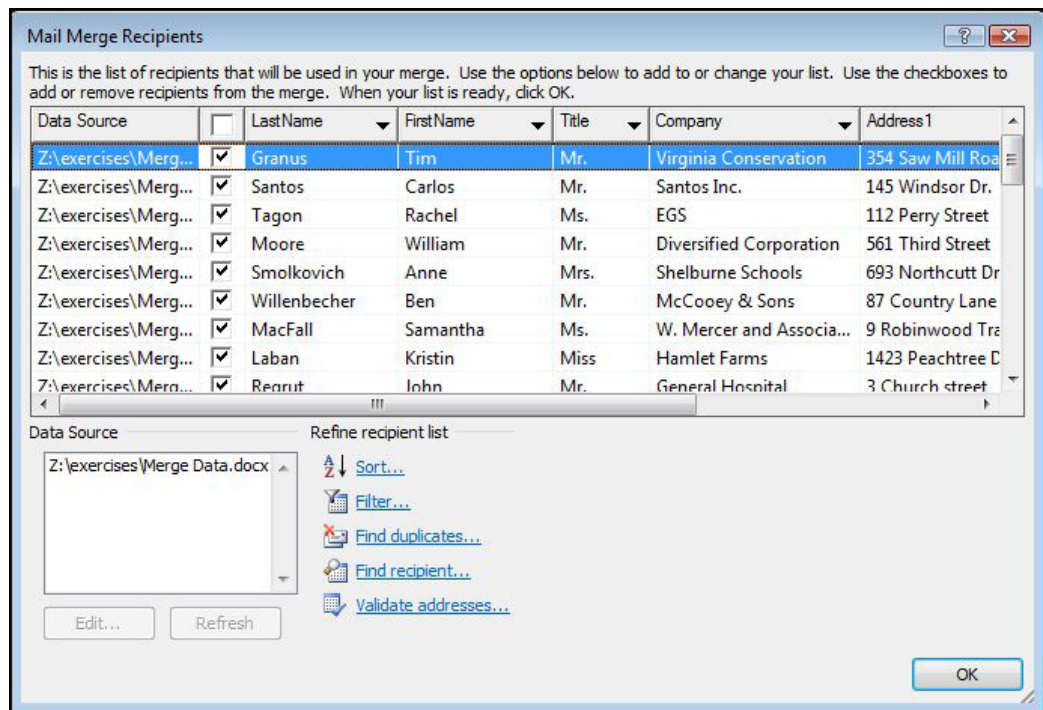 Mail Merge Recipients
This is the list of recipients that will be used in your merge. Use the options below to add to or change your list. Use the checkboxes to
add or remove recipients from the merge. When your list is ready, click OK.
Data Source LastName FirstName Title Company Address1
Z:\exercises\Merg... Granus Tim Mr. Virginia Conservation 354 Saw Mill Roa
Z:\exercises\Merg... Santos Carlos Mr. Santos Inc. 145 Windsor Dr.
Z:\exercises\Merg... Tagon Rachel Ms. EGS 112 Perry Street
Z:\exercises\Merg... Moore William Mr. Diversified Corporation 561 Third Street
Z:\exercises\Merg... Smolkovich Anne Mrs. Shelburne Schools 693 Northcutt Dr
Z:\exercises\Merg... Willenbecher Ben Mr. McCooey & Sons 87 Country Lane
Z:\exercises\Merg... MacFall Samantha Ms. W. Mercer and Associa... 9 Robinwood Tra
Z:\exercises\Merg... Laban Kristin Miss Hamlet Farms 1423 Peachtree D
Z:\exercises\Merg... Regrut John Mr. General Hospital 3 Church street
Data Source Refine recipient list
Z:\exercises\Merge Data.docx
Sort...
Filter...
Find duplicates...
Find recipient...
Validate addresses...
Edit... Refresh
OK